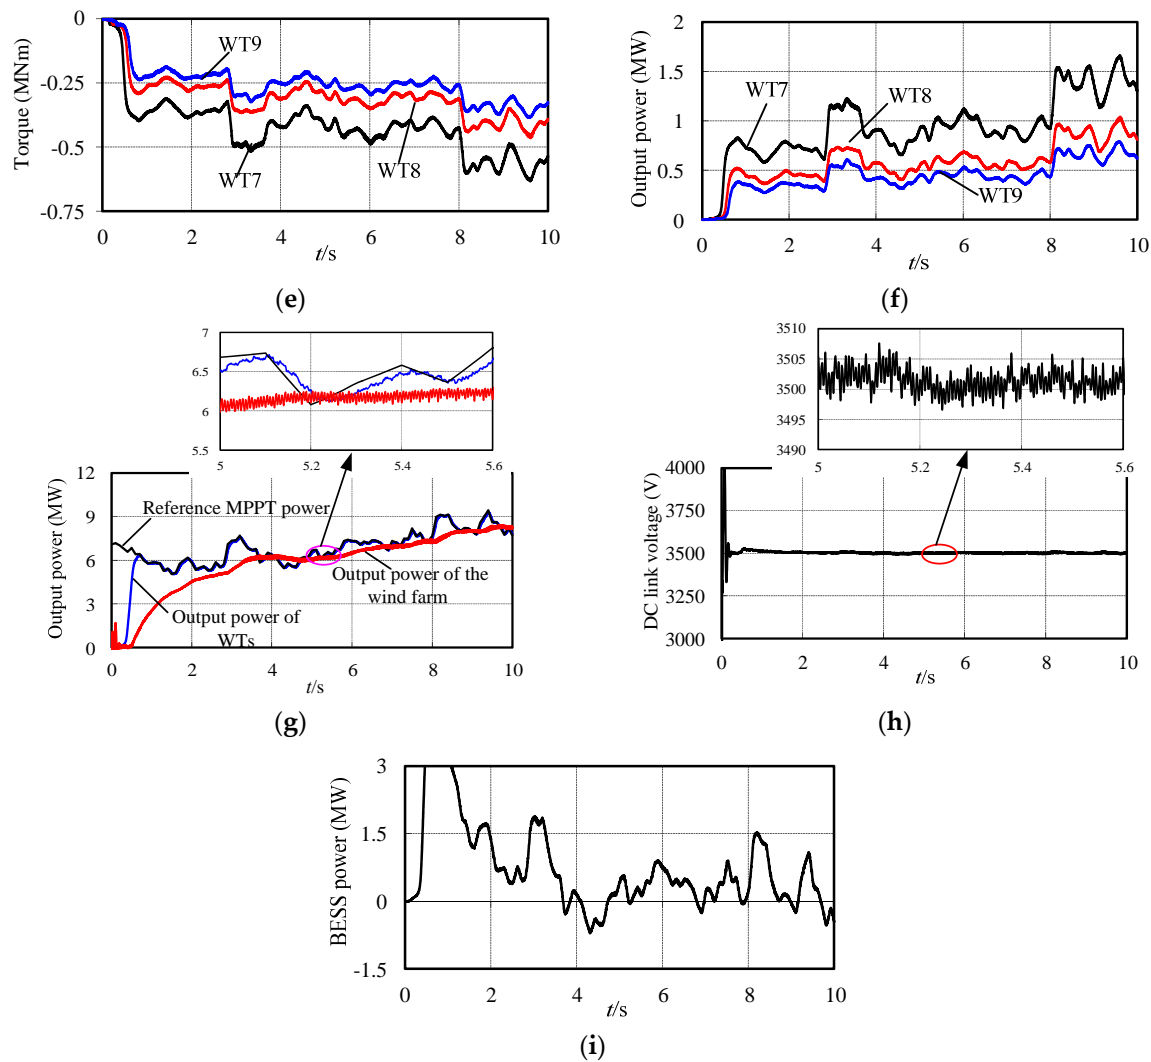 0
-0.25
-0.5
-0.75
Torque (MNm)
WT9
WT7
WT8
0 2 4 6 8 10
t/s
(e)
2
1.5
1
0.5
0
Output power (MW)
WT7
WT8
WT9
0 2 4 6 8 10
t/s
(f)
7
6.5
6
5.5
5 5.2 5.4 5.6
12
9
6
3
0
Output power (MW)
Reference MPPT power
Output power of the
wind farm
Output power of
WTs
0 2 4 6 8 10
t/s
(g)
3510
3505
3500
3495
3490
5 5.2 5.4 5.6
4000
3750
3500
3250
3000
DC link voltage (V)
0 2 4 6 8 10
t/s
(h)
3
1.5
0
-1.5
BESS power (MW)
0 2 4 6 8 10
t/s
(i)